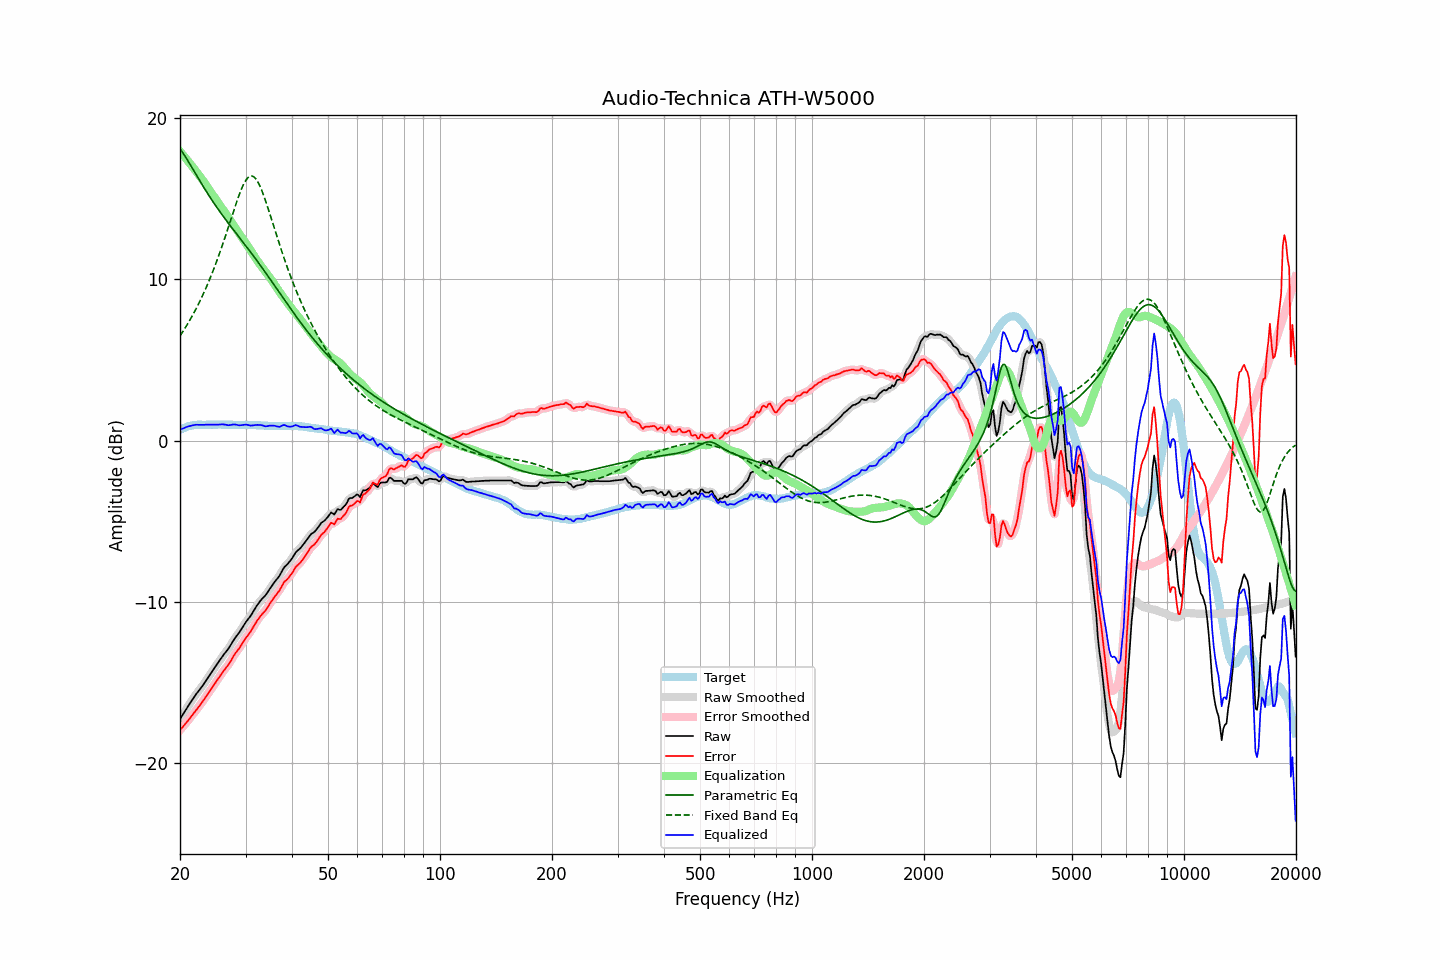 Audio-Technica ATH-W5000
20
10
0
−10
−20
Amplitude (dBr)
Target
Raw Smoothed
Error Smoothed
Raw
Error
Equalization
Parametric Eq
Fixed Band Eq
Equalized
20 50 100 200 500 1000 2000 5000 10000 20000
Frequency (Hz)